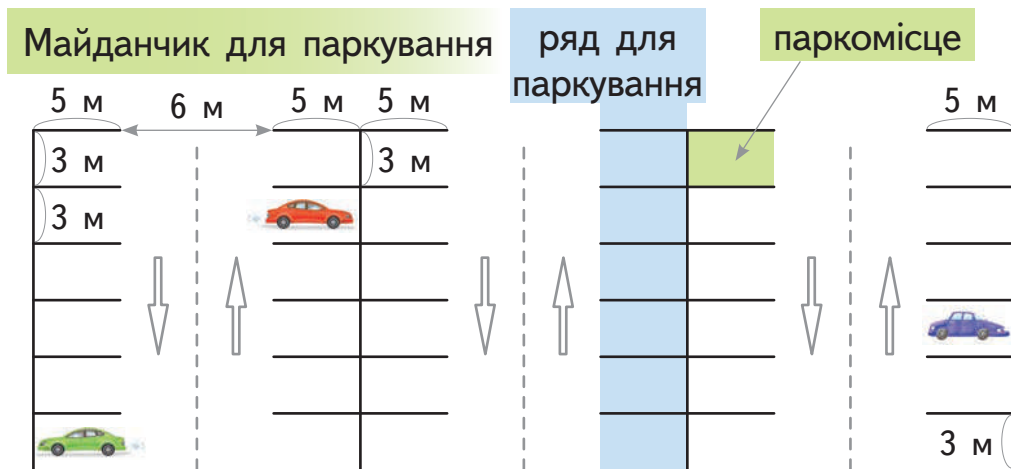 Майданчик для паркування
ряд для
паркування
паркомісце
5 м
6 м
5 м
5 м
5 м
3 м
3 м
3 м
3 м